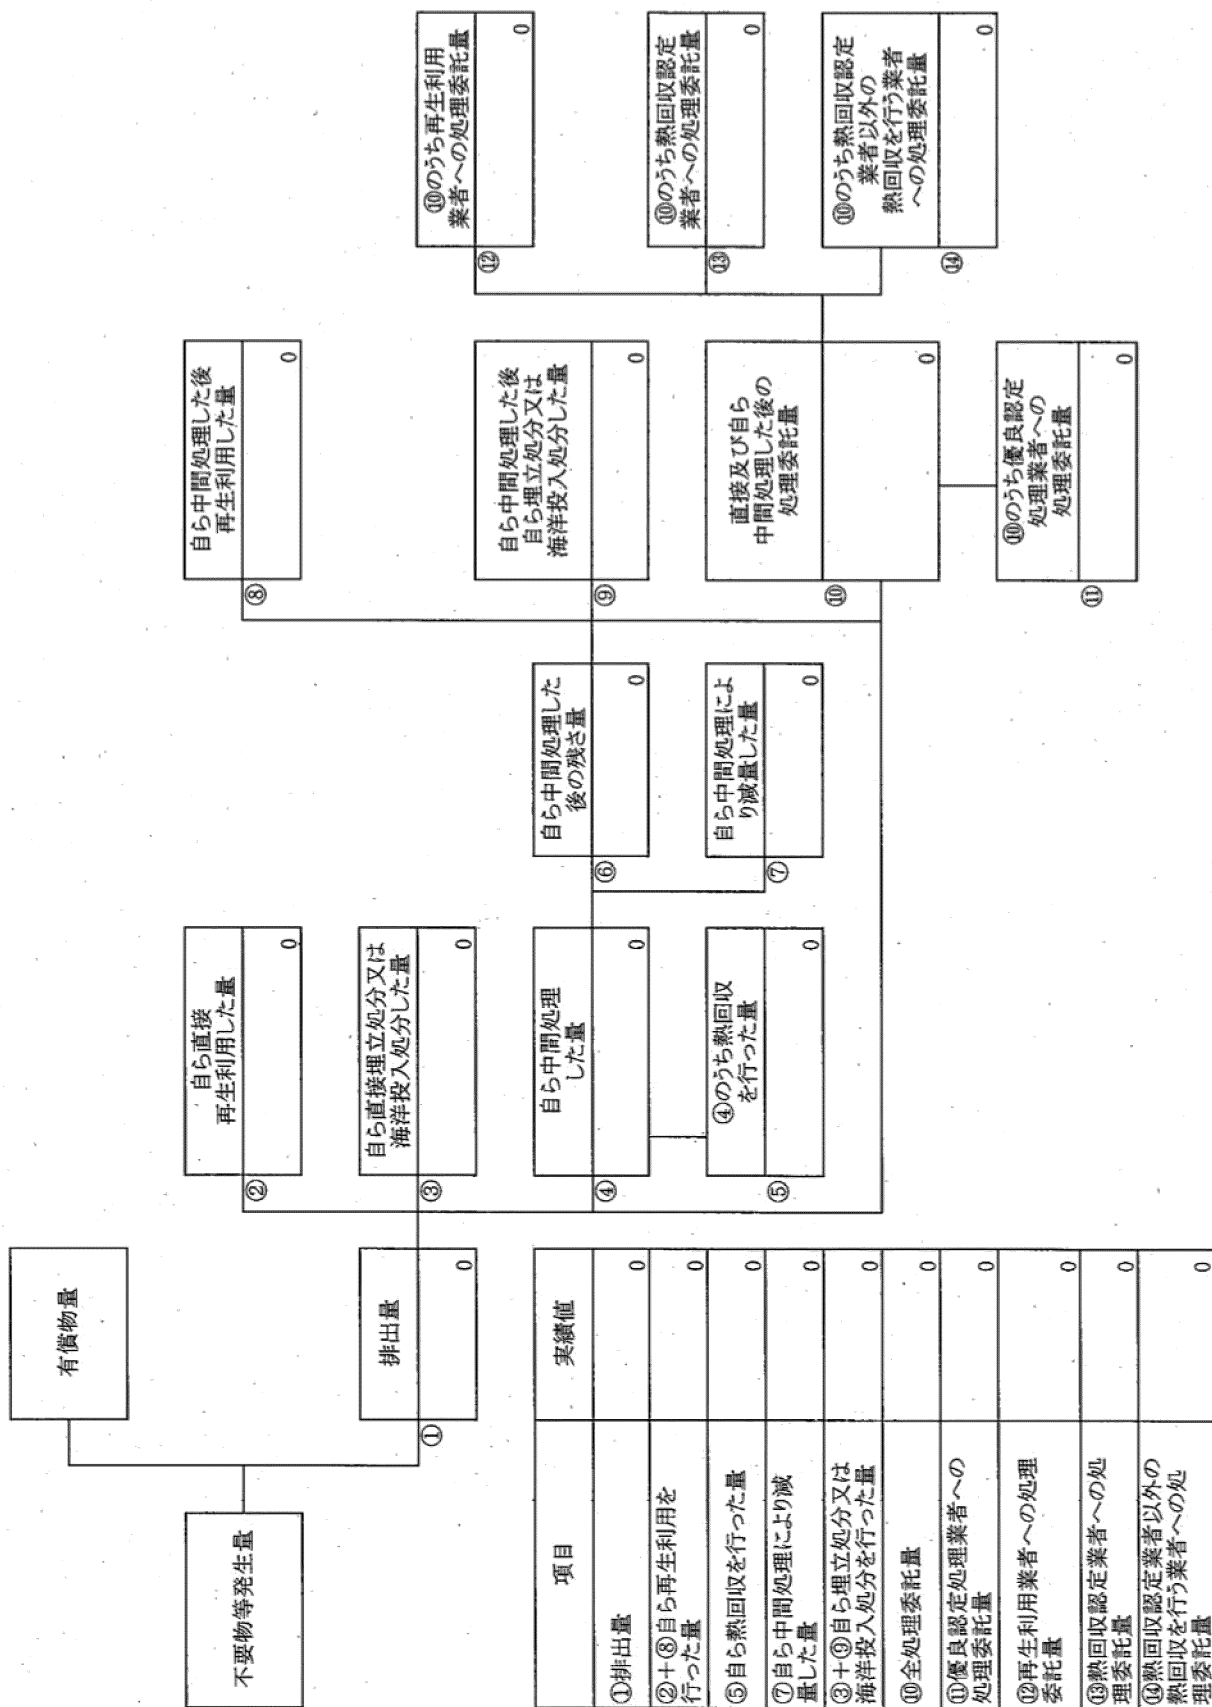 不要物等発生量
有償物量
排出量
①
0
②
自ら直接
再生利用した量
0
③
自ら直接埋立処分又は
海洋投入処分した量
0
④
自ら中間処理
した量
0
⑤
④のうち熱回収
を行った量
0
⑥
自ら中間処理した
後の残さ量
0
⑦
自ら中間処理によ
り減量した量
0
⑧
自ら中間処理した後
再生利用した量
0
⑨
自ら中間処理した後
自ら埋立処分又は
海洋投入処分した量
0
⑩
直接及び自ら
中間処理した後の
処理委託量
0
⑪
⑩のうち優良認定
処理業者への
処理委託量
0
⑫
⑩のうち再生利用
業者への処理委託量
0
⑬
⑩のうち熱回収認定
業者への処理委託量
0
⑭
⑩のうち熱回収認定
業者以外の
熱回収を行う業者
への処理委託量
0
項目 実績値
①排出量 0
②+⑧自ら再生利用を
行った量 0
⑤自ら熱回収を行った量 0
⑦自ら中間処理により減
量した量 0
③+⑨自ら埋立処分又は
海洋投入処分を行った量 0
⑩全処理委託量 0
⑪優良認定処理業者への
処理委託量 0
⑫再生利用業者への処理
委託量 0
⑬熱回収認定業者への処
理委託量 0
⑭熱回収認定業者以外の
熱回収を行う業者への処
理委託量 0